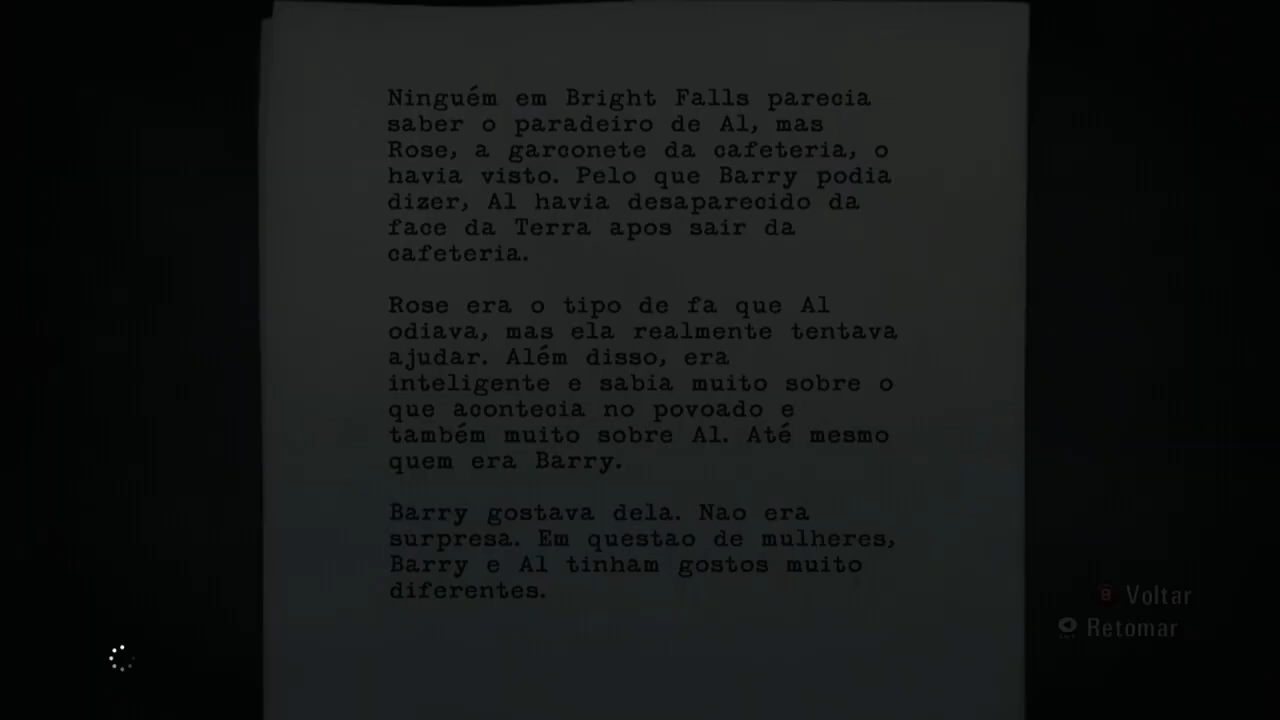 Ninguém em Bright Falls parecia
saber o paradeiro de Al, mas
Rose, a garconete da cafeteria, o
havia visto. Pelo que Barry podia
dizer, Al havia desaparecido da
face da Terra apos sair da
cafeteria.
Rose era o tipo de fa que Al
odiava, mas ela realmente tentava
ajudar. Além disso, era
inteligente e sabia muito sobre o
que acontecia no povoado e
também muito sobre Al. Até mesmo
quem era Barry.
Barry gostava dela. Nao era
surpresa. Em questao de mulheres,
Barry e Al tinham gostos muito
diferentes.
B Voltar
Retomar